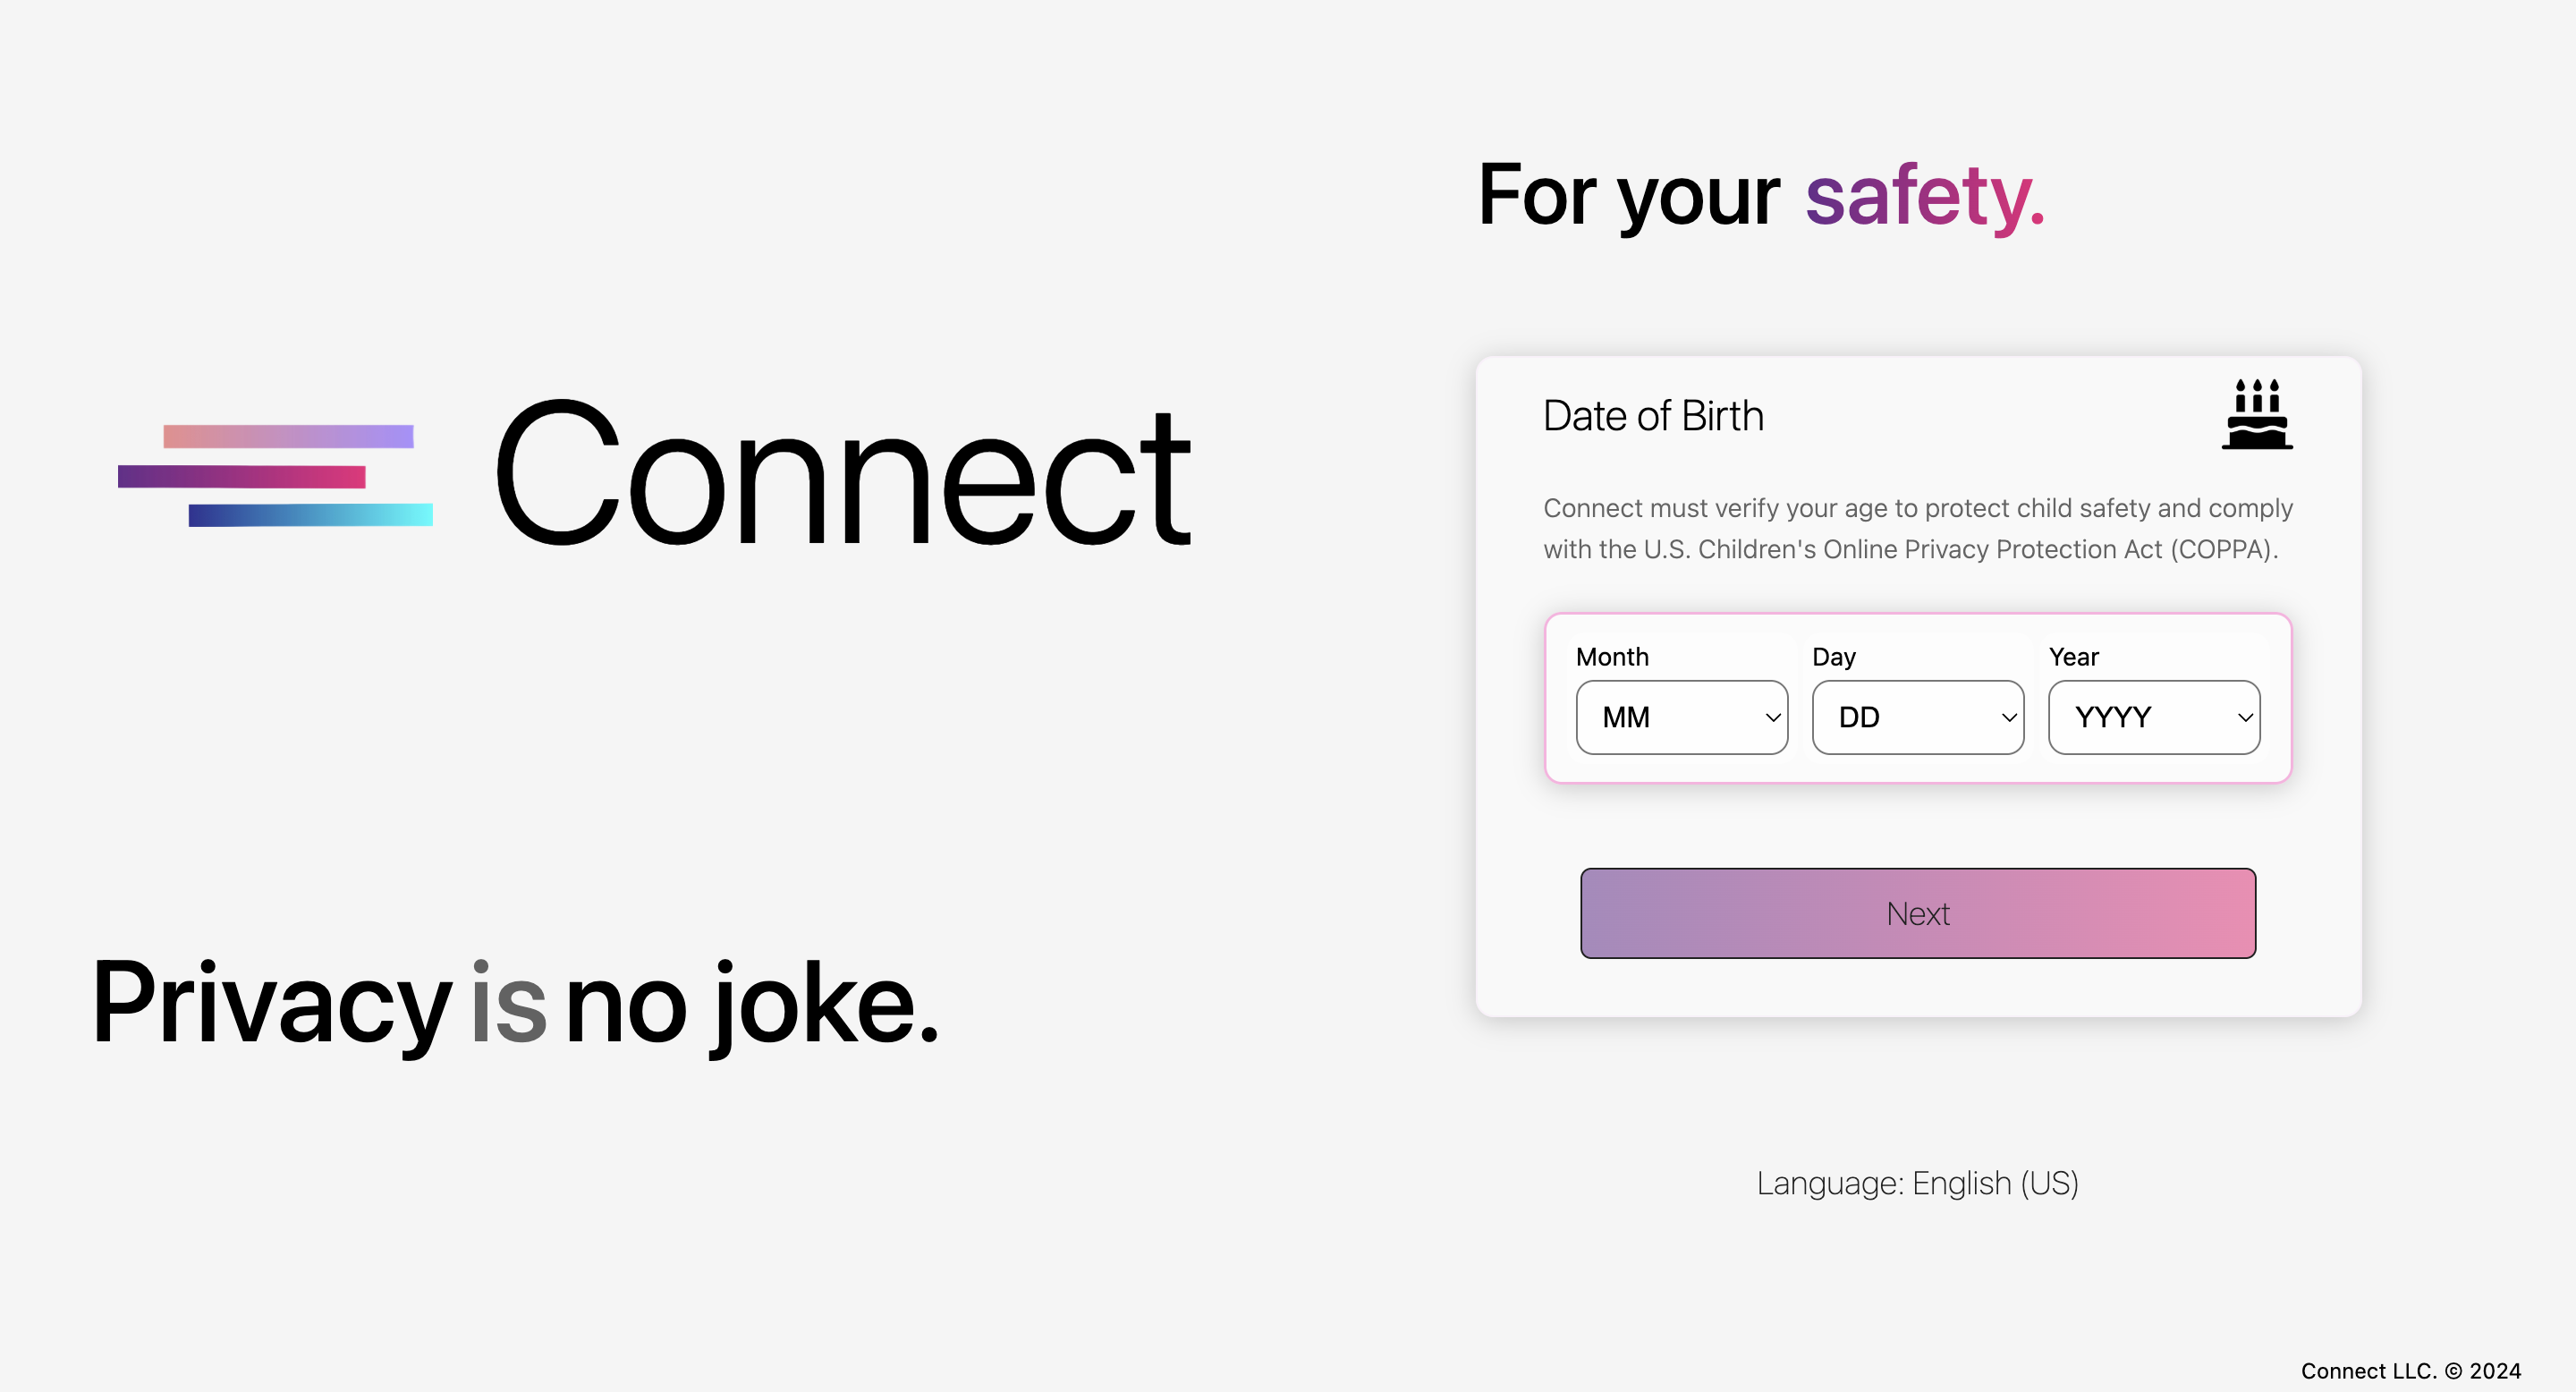 Connect
Privacy is no joke.
For your safety.
Date of Birth
Connect must verify your age to protect child safety and comply
with the U.S. Children's Online Privacy Protection Act (COPPA).
Month Day Year
MM DD YYYY
Next
Language: English (US)
Connect LLC. © 2024